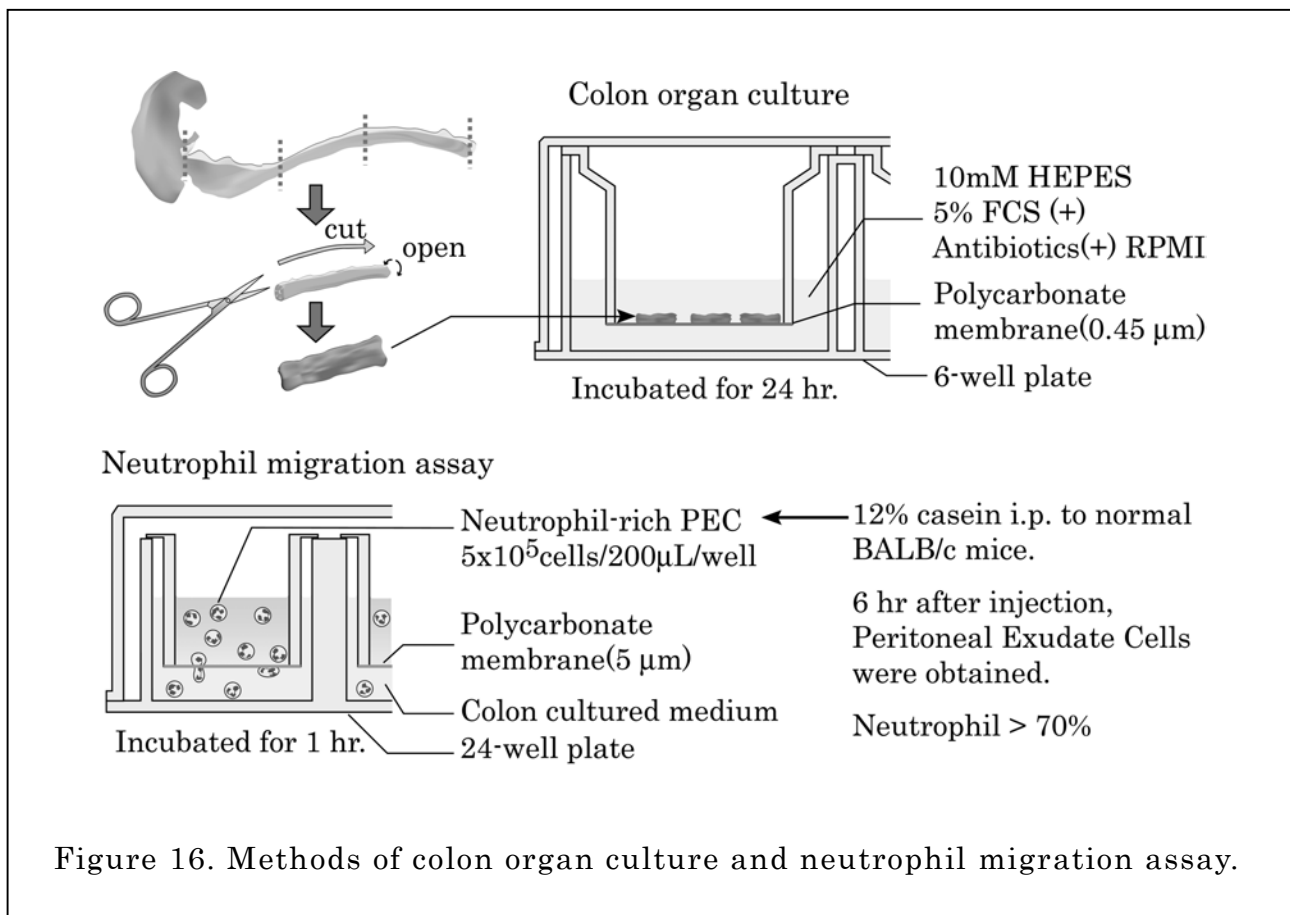 Colon organ culture
cut
open
10mM HEPES
5% FCS (+)
Antibiotics(+) RPMI
Polycarbonate
membrane(0.45 μm)
6-well plate
Incubated for 24 hr.
Neutrophil migration assay
Neutrophil-rich PEC
5x10⁵cells/200μL/well
Polycarbonate
membrane(5 μm)
Colon cultured medium
24-well plate
Incubated for 1 hr.
12% casein i.p. to normal
BALB/c mice.
6 hr after injection,
Peritoneal Exudate Cells
were obtained.
Neutrophil > 70%
Figure 16. Methods of colon organ culture and neutrophil migration assay.